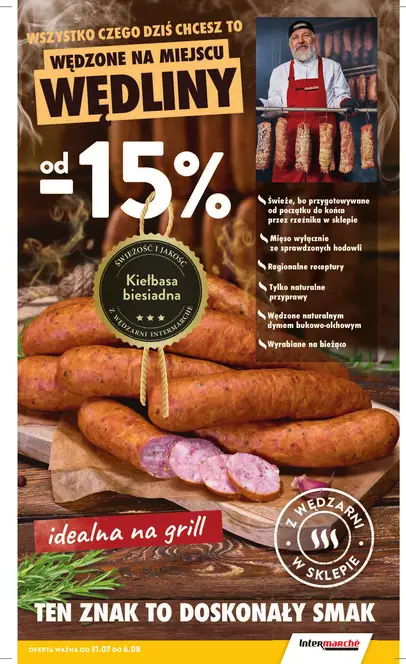 WSZYSTKO CZEGO DZIŚ CHCESZ TO
WĘDZONE NA MIEJSCU
WĘDLINY
od
-15%
Intermarché
Świeże, bo przygotowywane
od początku do końca
przez rzeźnika w sklepie
Mięso wyłącznie
ze sprawdzonych hodowli
Regionalne receptury
Tylko naturalne
przyprawy
Wędzone naturalnym
dymem bukowo-olchowym
Wyrabiane na bieżąco
ŚWIEŻOŚĆ I JAKOŚĆ
Kiełbasa
biesiadna
Z WĘDZARNI INTERMARCHE
idealna na grill
Z WĘDZARNI
W SKLEPIE
TEN ZNAK TO DOSKONAŁY SMAK
OFERTA WAŻNA OD 31.07 DO 6.08
Intermarché